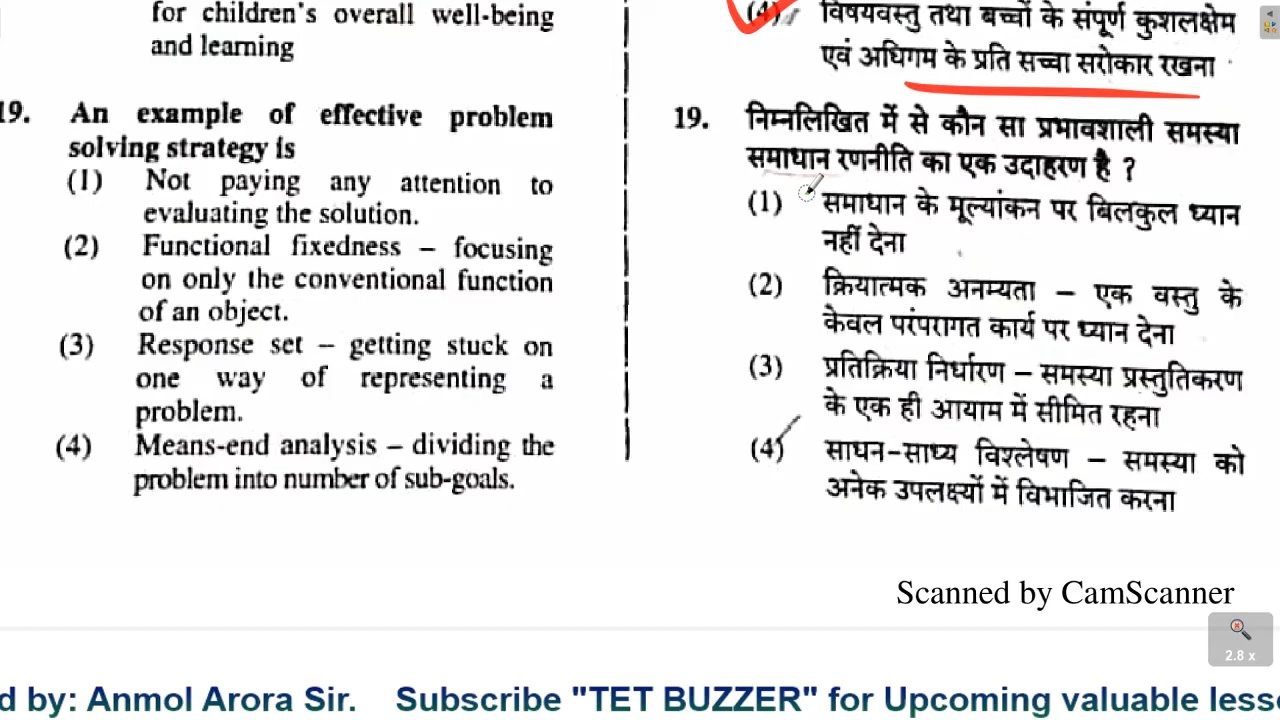 for children's overall well-being
and learning
19. An example of effective problem
solving strategy is
(1) Not paying any attention to
evaluating the solution.
(2) Functional fixedness – focusing
on only the conventional function
of an object.
(3) Response set – getting stuck on
one way of representing a
problem.
(4) Means-end analysis – dividing the
problem into number of sub-goals.
(4) विषयवस्तु तथा बच्चों के संपूर्ण कुशलक्षेम
एवं अधिगम के प्रति सच्चा सरोकार रखना
19. निम्नलिखित में से कौन सा प्रभावशाली समस्या
समाधान रणनीति का एक उदाहरण है ?
(1) समाधान के मूल्यांकन पर बिलकुल ध्यान
नहीं देना
(2) क्रियात्मक अनम्यता – एक वस्तु के
केवल परंपरागत कार्य पर ध्यान देना
(3) प्रतिक्रिया निर्धारण – समस्या प्रस्तुतिकरण
के एक ही आयाम में सीमित रहना
(4) साधन-साध्य विश्लेषण – समस्या को
अनेक उपलक्ष्यों में विभाजित करना
Scanned by CamScanner
2.8 x
d by: Anmol Arora Sir. Subscribe "TET BUZZER" for Upcoming valuable less